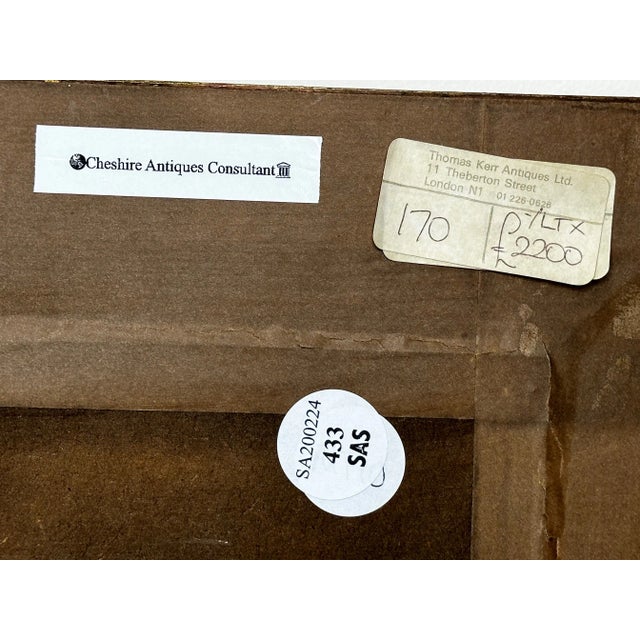 Cheshire Antiques Consultant
Thomas Kerr Antiques Ltd.
11 Theberton Street
London N1 01 226-0626
170
£2200
SA200224
433
SAS